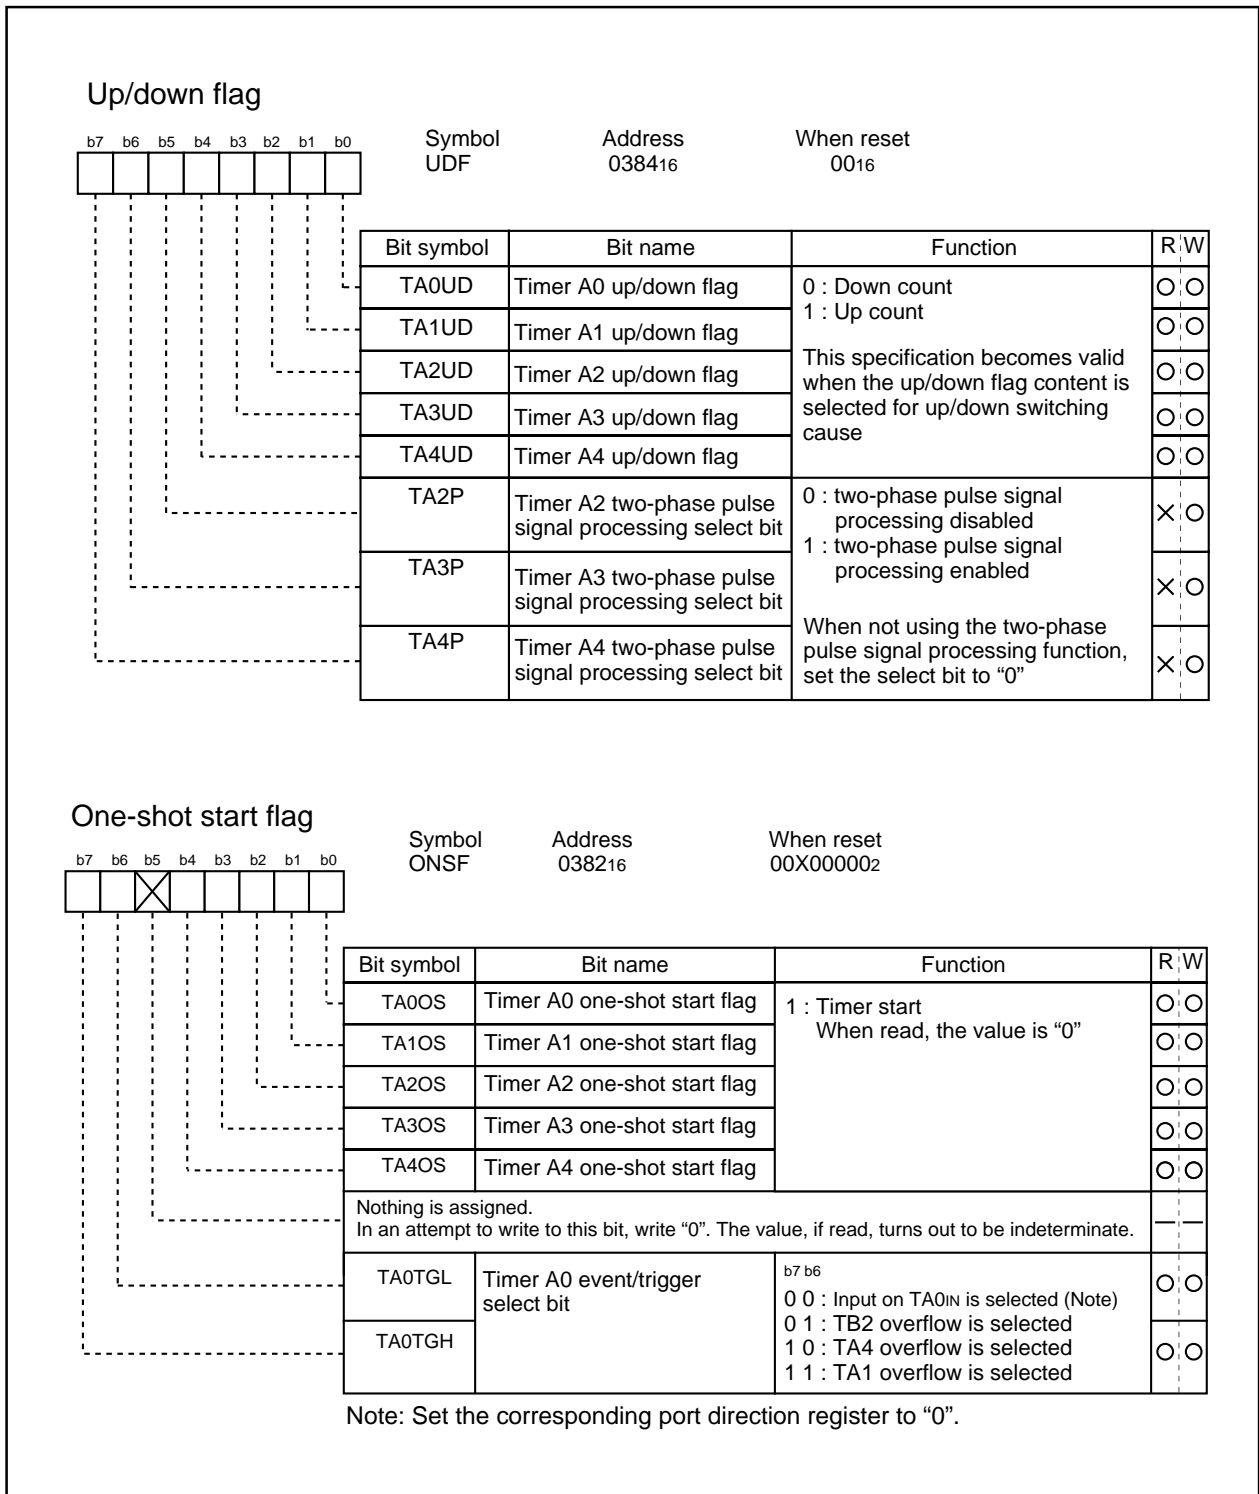 Up/down flag
b7 b6 b5 b4 b3 b2 b1 b0
Symbol Address When reset
UDF 038416 0016
Bit symbol Bit name Function R W
TA0UD Timer A0 up/down flag
TA1UD Timer A1 up/down flag
TA2UD Timer A2 up/down flag
TA3UD Timer A3 up/down flag
TA4UD Timer A4 up/down flag
0 : Down count
1 : Up count
This specification becomes valid
when the up/down flag content is
selected for up/down switching
cause
TA2P Timer A2 two-phase pulse
signal processing select bit
TA3P Timer A3 two-phase pulse
signal processing select bit
TA4P Timer A4 two-phase pulse
signal processing select bit
0 : two-phase pulse signal
processing disabled
1 : two-phase pulse signal
processing enabled
When not using the two-phase
pulse signal processing function,
set the select bit to “0”
One-shot start flag
b7 b6 b5 b4 b3 b2 b1 b0
Symbol Address When reset
ONSF 038216 00X000002
Bit symbol Bit name Function R W
TA0OS Timer A0 one-shot start flag
TA1OS Timer A1 one-shot start flag
TA2OS Timer A2 one-shot start flag
TA3OS Timer A3 one-shot start flag
TA4OS Timer A4 one-shot start flag
1 : Timer start
When read, the value is “0”
Nothing is assigned.
In an attempt to write to this bit, write “0”. The value, if read, turns out to be indeterminate.
TA0TGL
TA0TGH
Timer A0 event/trigger
select bit
b7 b6
0 0 : Input on TA0IN is selected (Note)
0 1 : TB2 overflow is selected
1 0 : TA4 overflow is selected
1 1 : TA1 overflow is selected
Note: Set the corresponding port direction register to “0”.